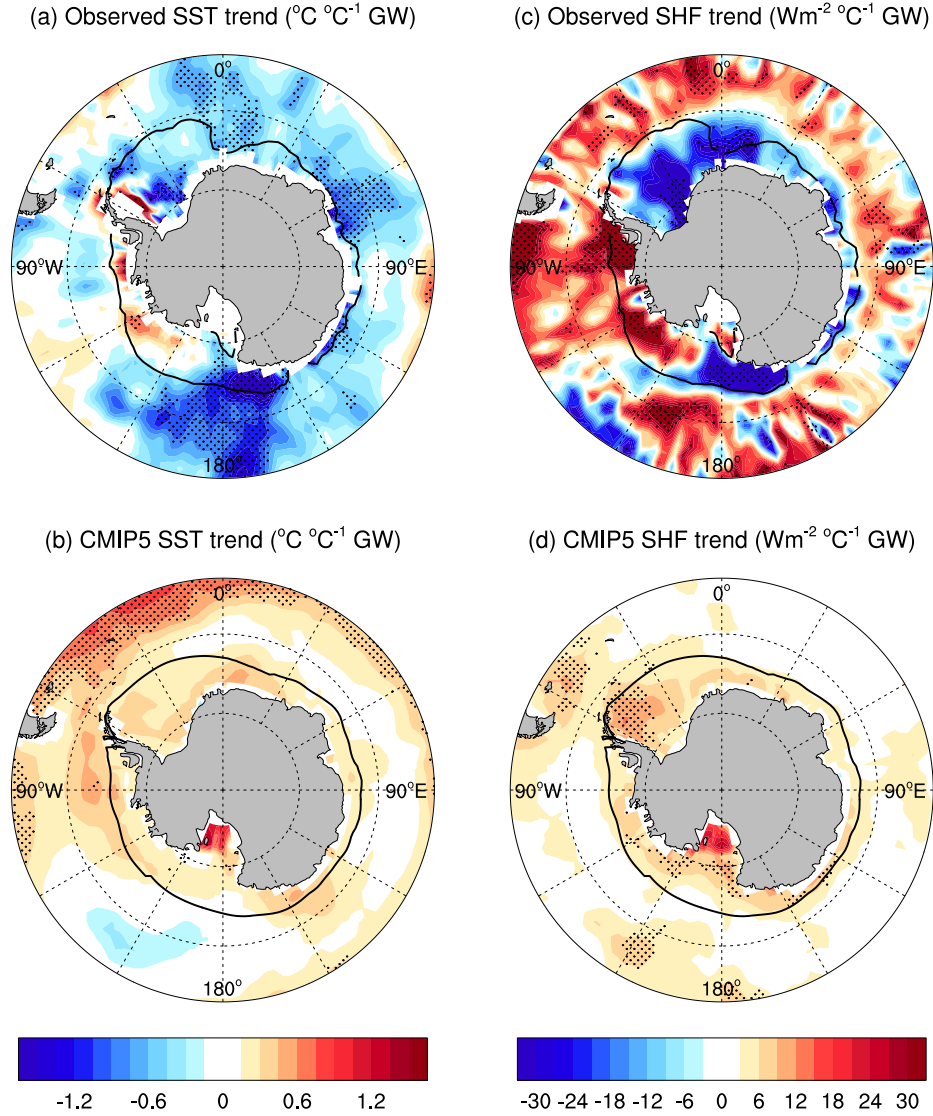 (a) Observed SST trend (°C °C⁻¹ GW)
(c) Observed SHF trend (Wm⁻² °C⁻¹ GW)
0°
0°
90°W
90°E
90°W
90°E
180°
180°
(b) CMIP5 SST trend (°C °C⁻¹ GW)
(d) CMIP5 SHF trend (Wm⁻² °C⁻¹ GW)
0°
0°
90°W
90°E
90°W
90°E
180°
180°
-1.2 -0.6 0 0.6 1.2
-30 -24 -18 -12 -6 0 6 12 18 24 30